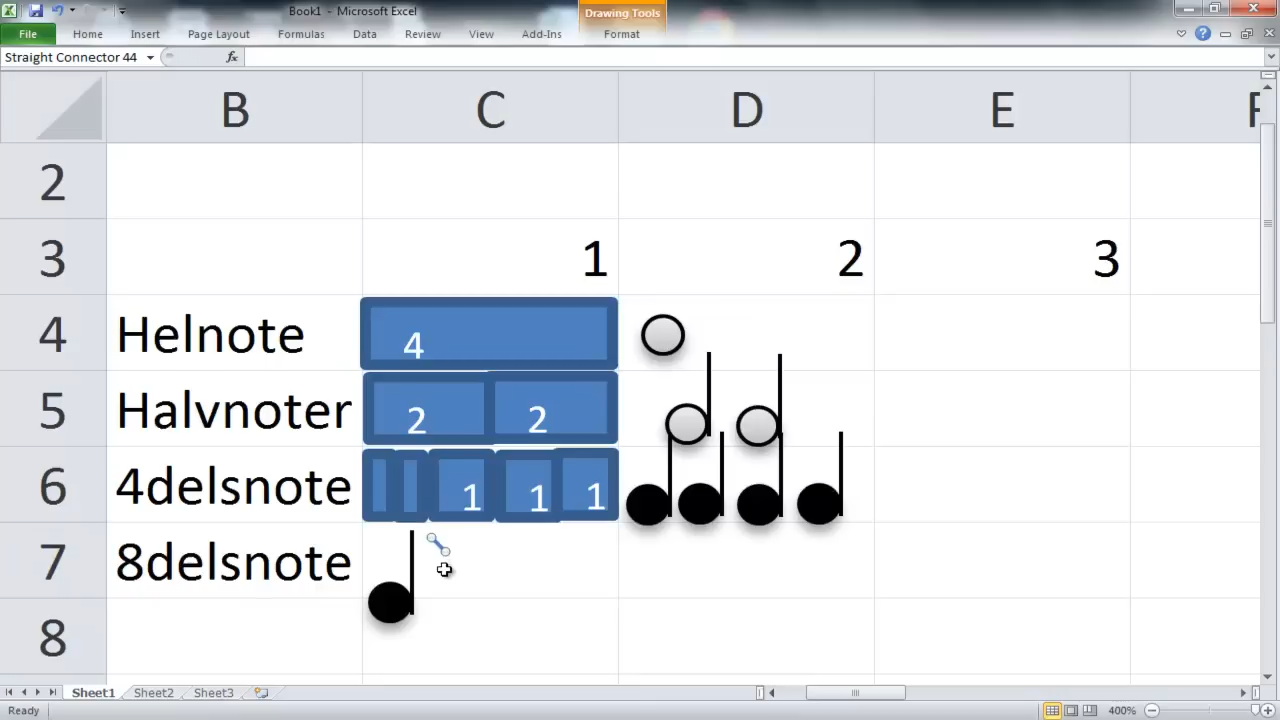 Book1 - Microsoft Excel
Drawing Tools
File Home Insert Page Layout Formulas Data Review View Add-Ins Format
Straight Connector 44 fx
B C D E F
2
3 1 2 3
4 Helnote 4
5 Halvnoter 2 2
6 4delsnote 1 1 1
7 8delsnote
8
Sheet1 Sheet2 Sheet3
Ready 400%